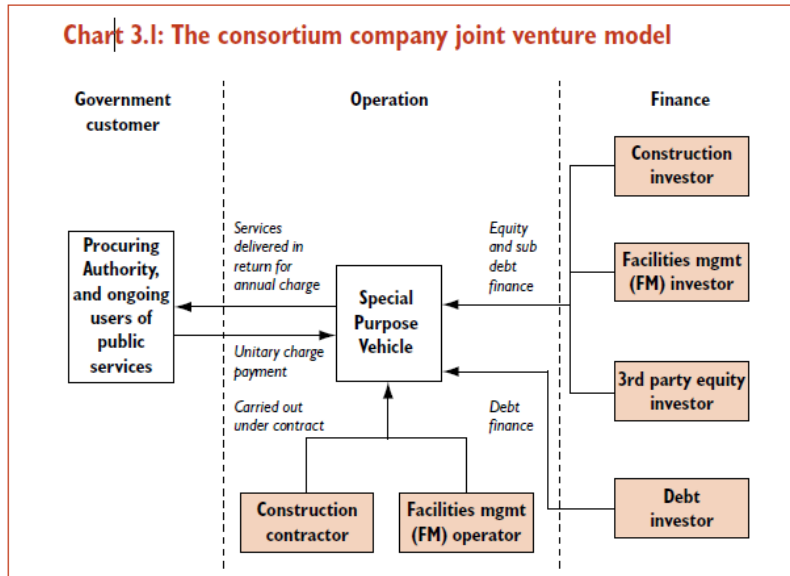 Chart 3.1: The consortium company joint venture model
Government
customer
Operation
Finance
Construction
investor
Services
delivered in
return for
annual charge
Equity
and sub
debt
finance
Procuring
Authority,
and ongoing
users of
public
services
Special
Purpose
Vehicle
Facilities mgmt
(FM) investor
Unitary charge
payment
Carried out
under contract
Debt
finance
3rd party equity
investor
Construction
contractor
Facilities mgmt
(FM) operator
Debt
investor